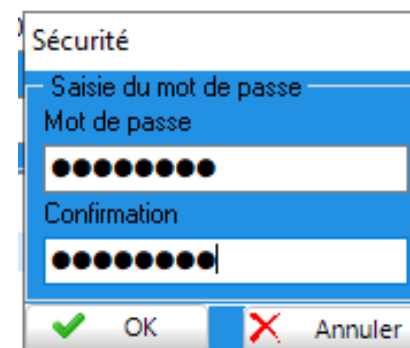 Sécurité
Saisie du mot de passe
Mot de passe
●●●●●●●●
Confirmation
●●●●●●●●
OK Annuler